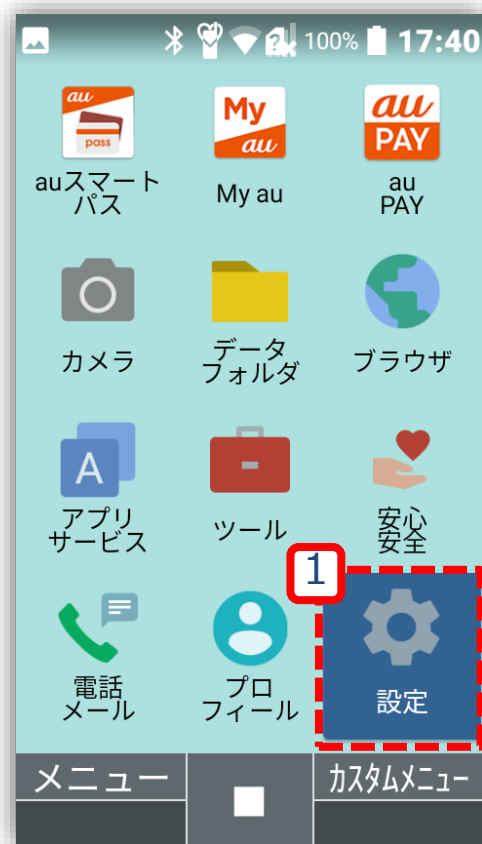 100% 17:40
au
pass
My
au
au
PAY
auスマート
パス
My au
au
PAY
カメラ
データ
フォルダ
ブラウザ
A
アプリ
サービス
ツール
安心
安全
1
電話
メール
プロ
フィール
設定
メニュー
カスタムメニュー